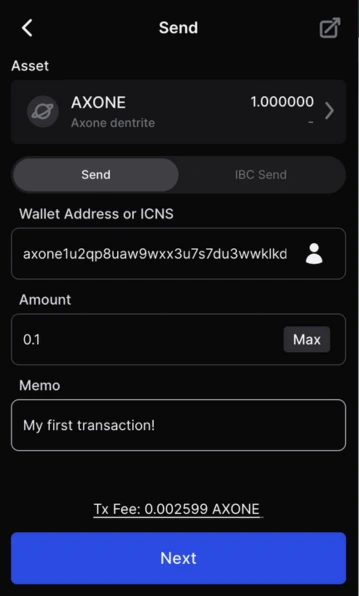 Send
Asset
AXONE 1.000000
Axone dentrite -
Send IBC Send
Wallet Address or ICNS
axone1u2qp8uaw9wxx3u7s7du3wwklkd
Amount
0.1 Max
Memo
My first transaction!
Tx Fee: 0.002599 AXONE
Next